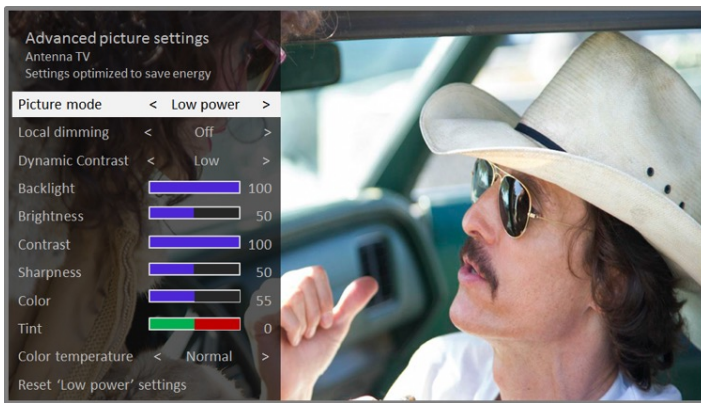 Advanced picture settings
Antenna TV
Settings optimized to save energy
Picture mode < Low power >
Local dimming < Off >
Dynamic Contrast < Low >
Backlight 100
Brightness 50
Contrast 100
Sharpness 50
Color 55
Tint 0
Color temperature < Normal >
Reset ‘Low power’ settings